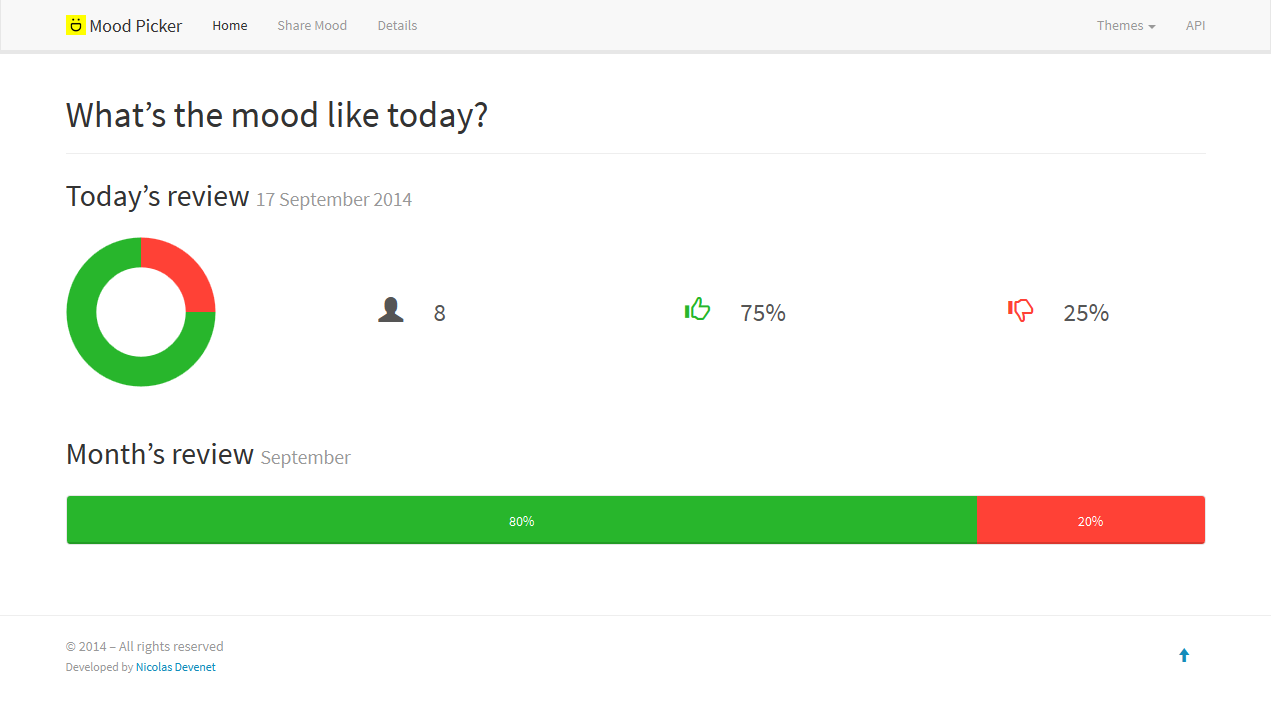 Mood Picker Home Share Mood Details Themes API
What’s the mood like today?
Today’s review 17 September 2014
8 75% 25%
Month’s review September
80% 20%
© 2014 – All rights reserved
Developed by Nicolas Devenet